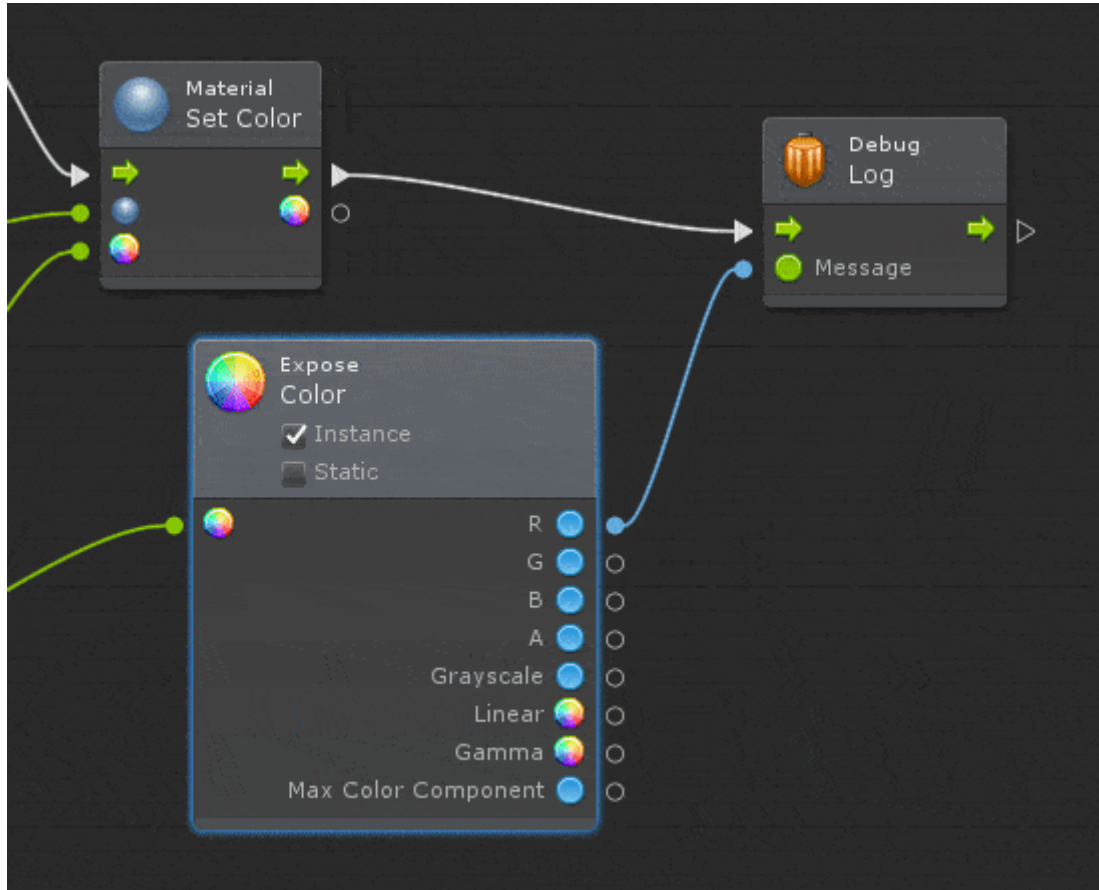 Material
Set Color
Debug
Log
Message
Expose
Color
Instance
Static
R
G
B
A
Grayscale
Linear
Gamma
Max Color Component